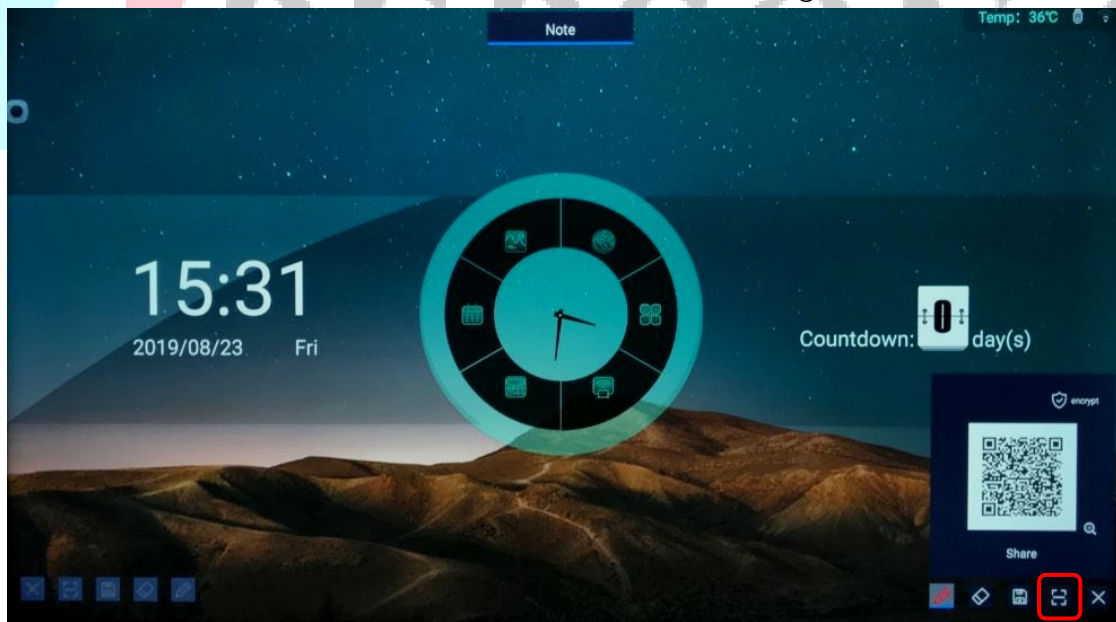 Note
Temp: 36℃
15:31
2019/08/23 Fri
Countdown: 0 day(s)
encrypt
Share